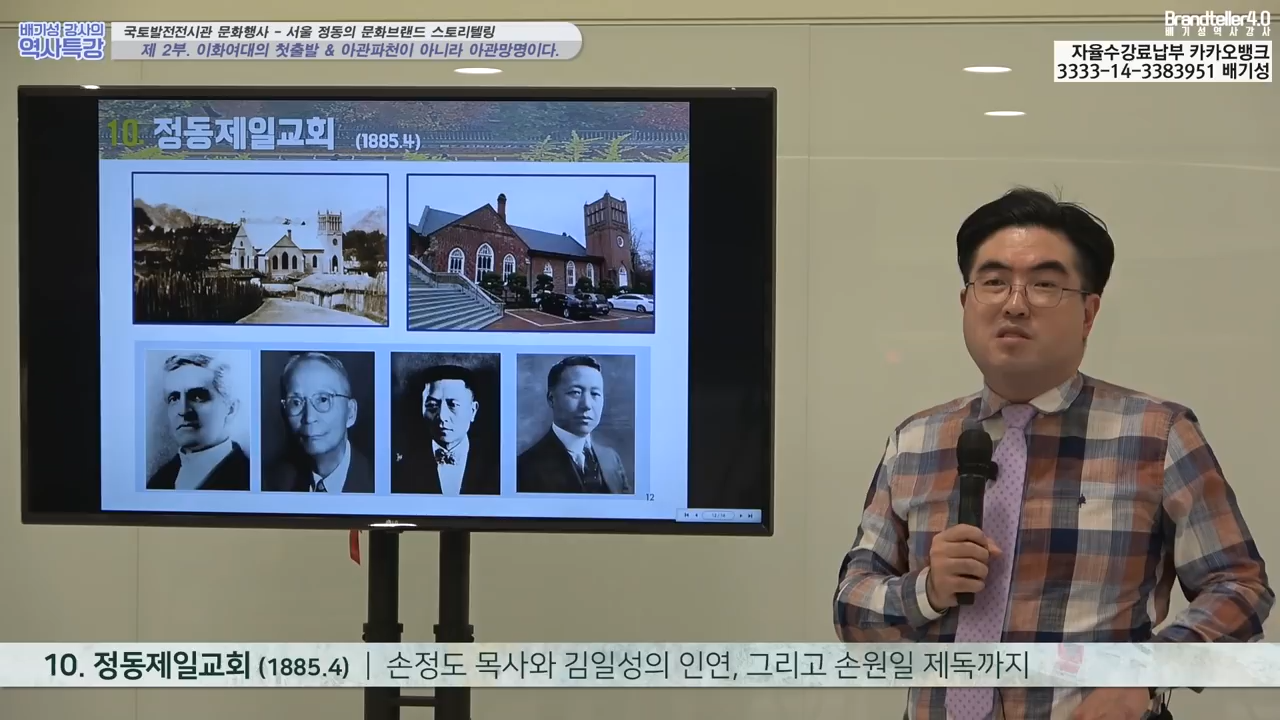 배기성 강사의
역사특강
국토발전전시관 문화행사 - 서울 정동의 문화브랜드 스토리텔링
제 2부. 이화여대의 첫출발 & 아관파천이 아니라 아관망명이다.
Brandteller4.0
배기성역사강사
자율수강료납부 카카오뱅크
3333-14-3383951 배기성
10. 정동제일교회 (1885.4)
12
LG
10. 정동제일교회 (1885.4) | 손정도 목사와 김일성의 인연, 그리고 손원일 제독까지